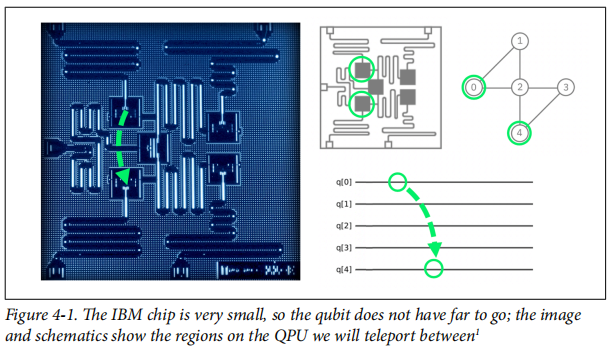 1
0
2
3
4
q[0]
q[1]
q[2]
q[3]
q[4]
Figure 4-1. The IBM chip is very small, so the qubit does not have far to go; the image
and schematics show the regions on the QPU we will teleport between1